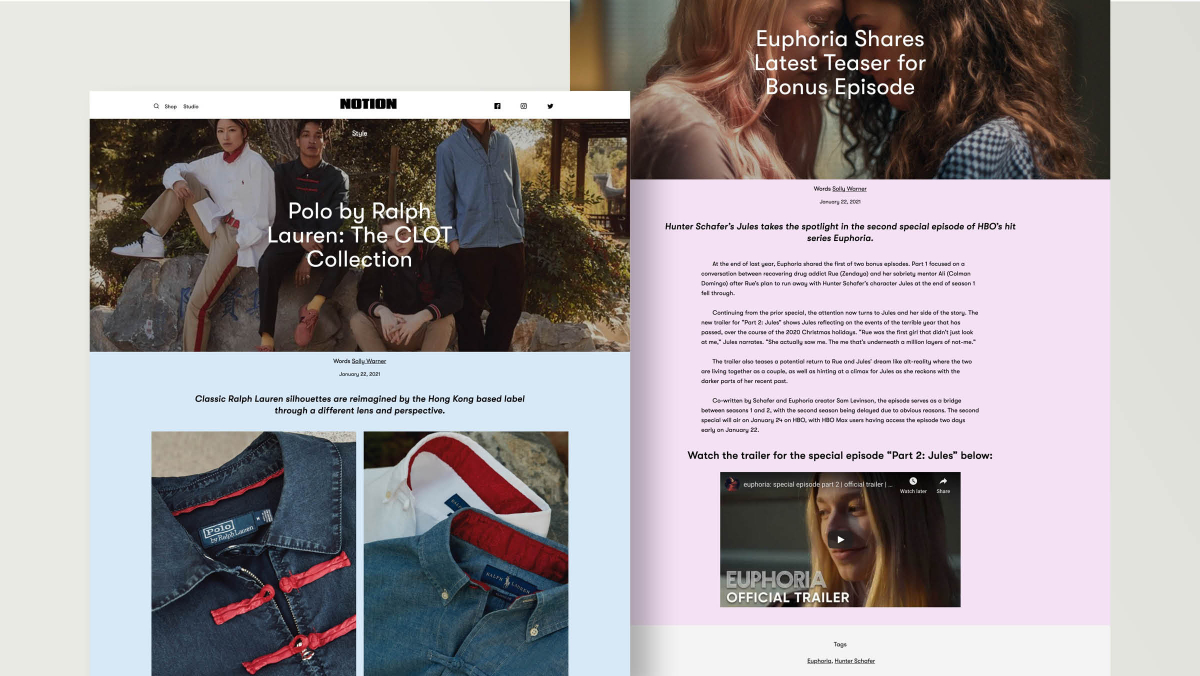 Shop Studio
NOTION
Style
Polo by Ralph
Lauren: The CLOT
Collection
Words Sally Warner
January 22, 2021
Classic Ralph Lauren silhouettes are reimagined by the Hong Kong based label
through a different lens and perspective.
Polo
by Ralph Lauren
M
RALPH LAUREN
Euphoria Shares
Latest Teaser for
Bonus Episode
Words Sally Warner
January 22, 2021
Hunter Schafer's Jules takes the spotlight in the second special episode of HBO's hit
series Euphoria.
At the end of last year, Euphoria shared the first of two bonus episodes. Part 1 focused on a
conversation between recovering drug addict Rue (Zendaya) and her sobriety mentor Ali (Colman
Domingo) after Rue's plan to run away with Hunter Schafer's character Jules at the end of season 1
fell through.
Continuing from the prior special, the attention now turns to Jules and her side of the story. The
new trailer for "Part 2: Jules" shows Jules reflecting on the events of the terrible year that has
passed, over the course of the 2020 Christmas holidays. "Rue was the first girl that didn't just look
at me," Jules narrates. "She actually saw me. The me that's underneath a million layers of not-me."
The trailer also teases a potential return to Rue and Jules' dream like alt-reality where the two
are living together as a couple, as well as hinting at a climax for Jules as she reckons with the
darker parts of her recent past.
Co-written by Schafer and Euphoria creator Sam Levinson, the episode serves as a bridge
between seasons 1 and 2, with the second season being delayed due to obvious reasons. The second
special will air on January 24 on HBO, with HBO Max users having access the episode two days
early on January 22.
Watch the trailer for the special episode "Part 2: Jules" below:
euphoria: special episode part 2 | official trailer | ...
Watch later
Share
EUPHORIA
OFFICIAL TRAILER
Tags
Euphoria, Hunter Schafer